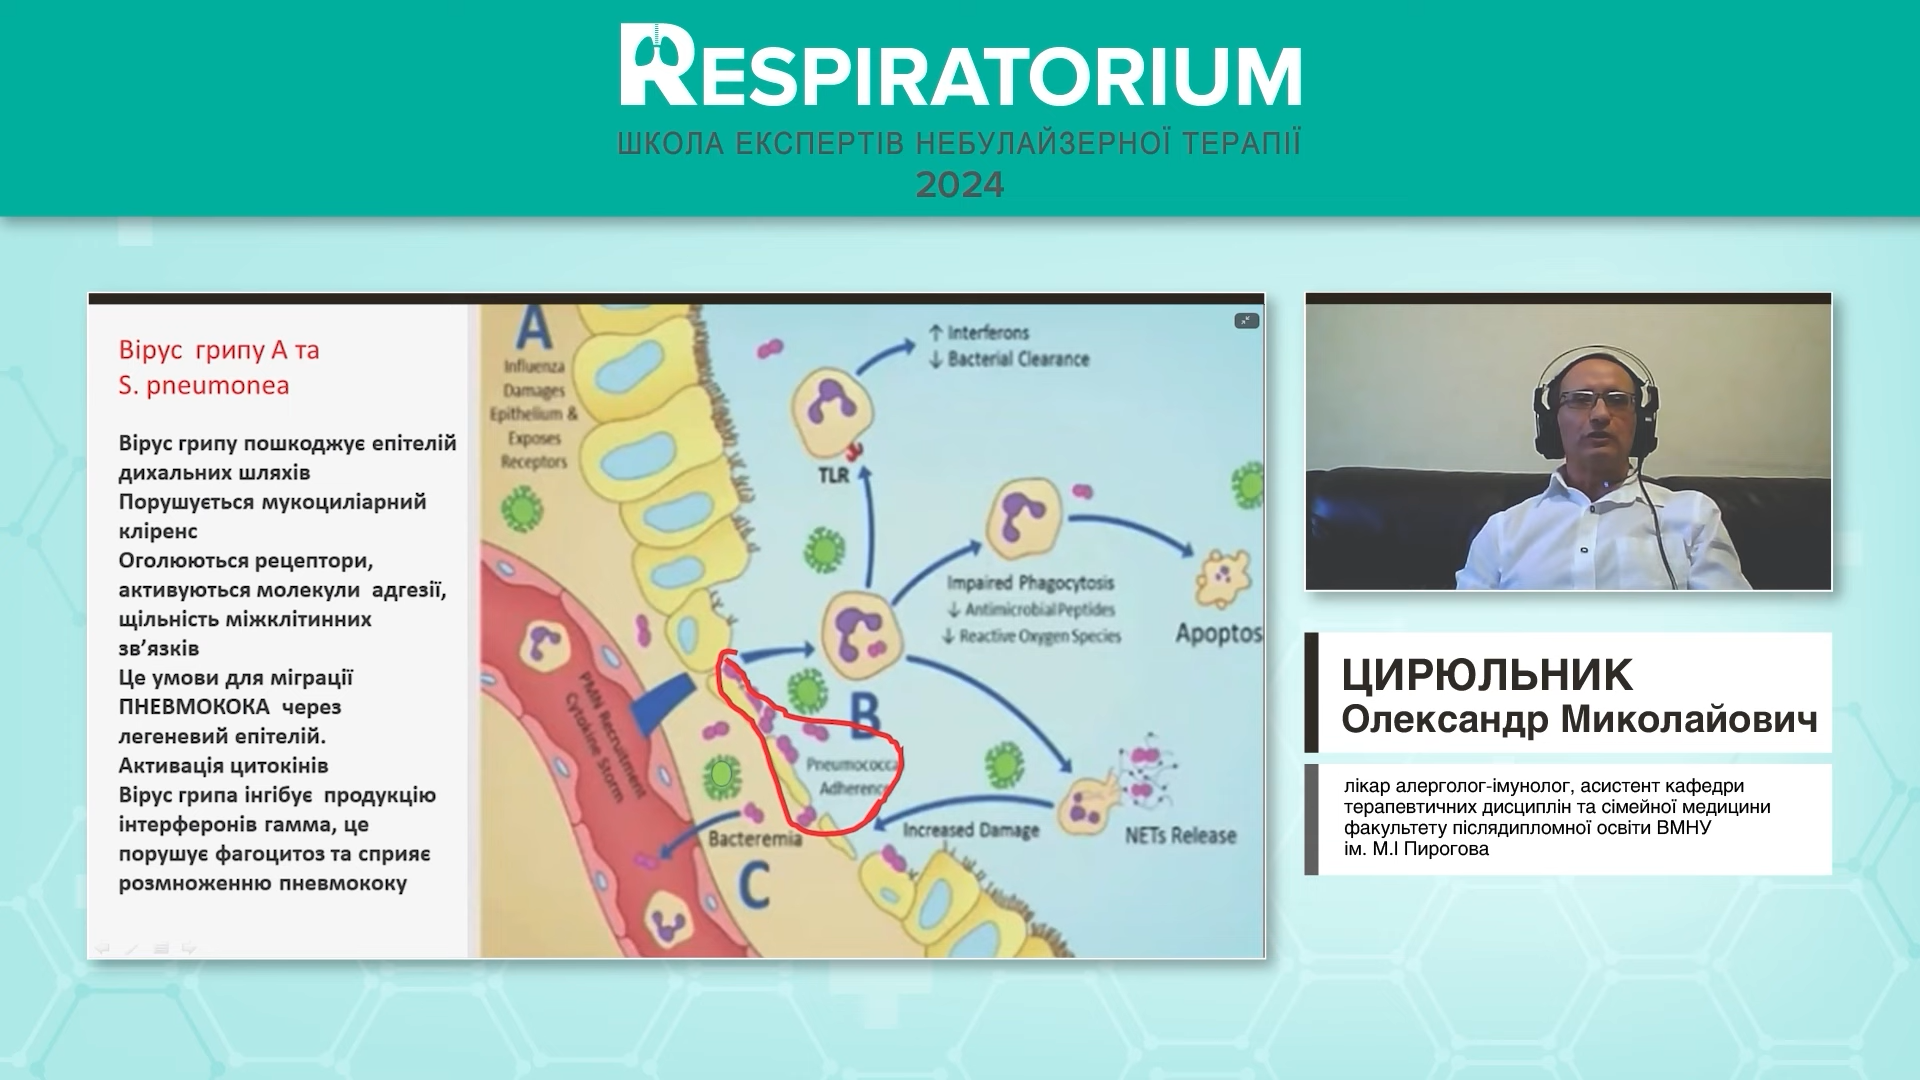 RESPIRATORIUM
ШКОЛА ЕКСПЕРТІВ НЕБУЛАЙЗЕРНОЇ ТЕРАПІЇ
2024
Вірус грипу А та
S. pneumonea
Вірус грипу пошкоджує епітелій
дихальних шляхів
Порушується мукоциліарний
кліренс
Оголюються рецептори,
активуються молекули адгезії,
щільність міжклітинних
зв’язків
Це умови для міграції
ПНЕВМОКОКА через
легеневий епітелій.
Активація цитокінів
Вірус грипа інгібує продукцію
інтерферонів гамма, це
порушує фагоцитоз та сприяє
розмноженню пневмококу
A
Influenza
Damages
Epithelium &
Exposes
Receptors
↑ Interferons
↓ Bacterial Clearance
TLR
Impaired Phagocytosis
↓ Antimicrobial Peptides
↓ Reactive Oxygen Species
Apoptos
PMN Recruitment
Cytokine Storm
B
Pneumococca
Adherenc
Increased Damage
NETs Release
Bacteremia
C
ЦИРЮЛЬНИК
Олександр Миколайович
лікар алерголог-імунолог, асистент кафедри
терапевтичних дисциплін та сімейної медицини
факультету післядипломної освіти ВМНУ
ім. М.І Пирогова